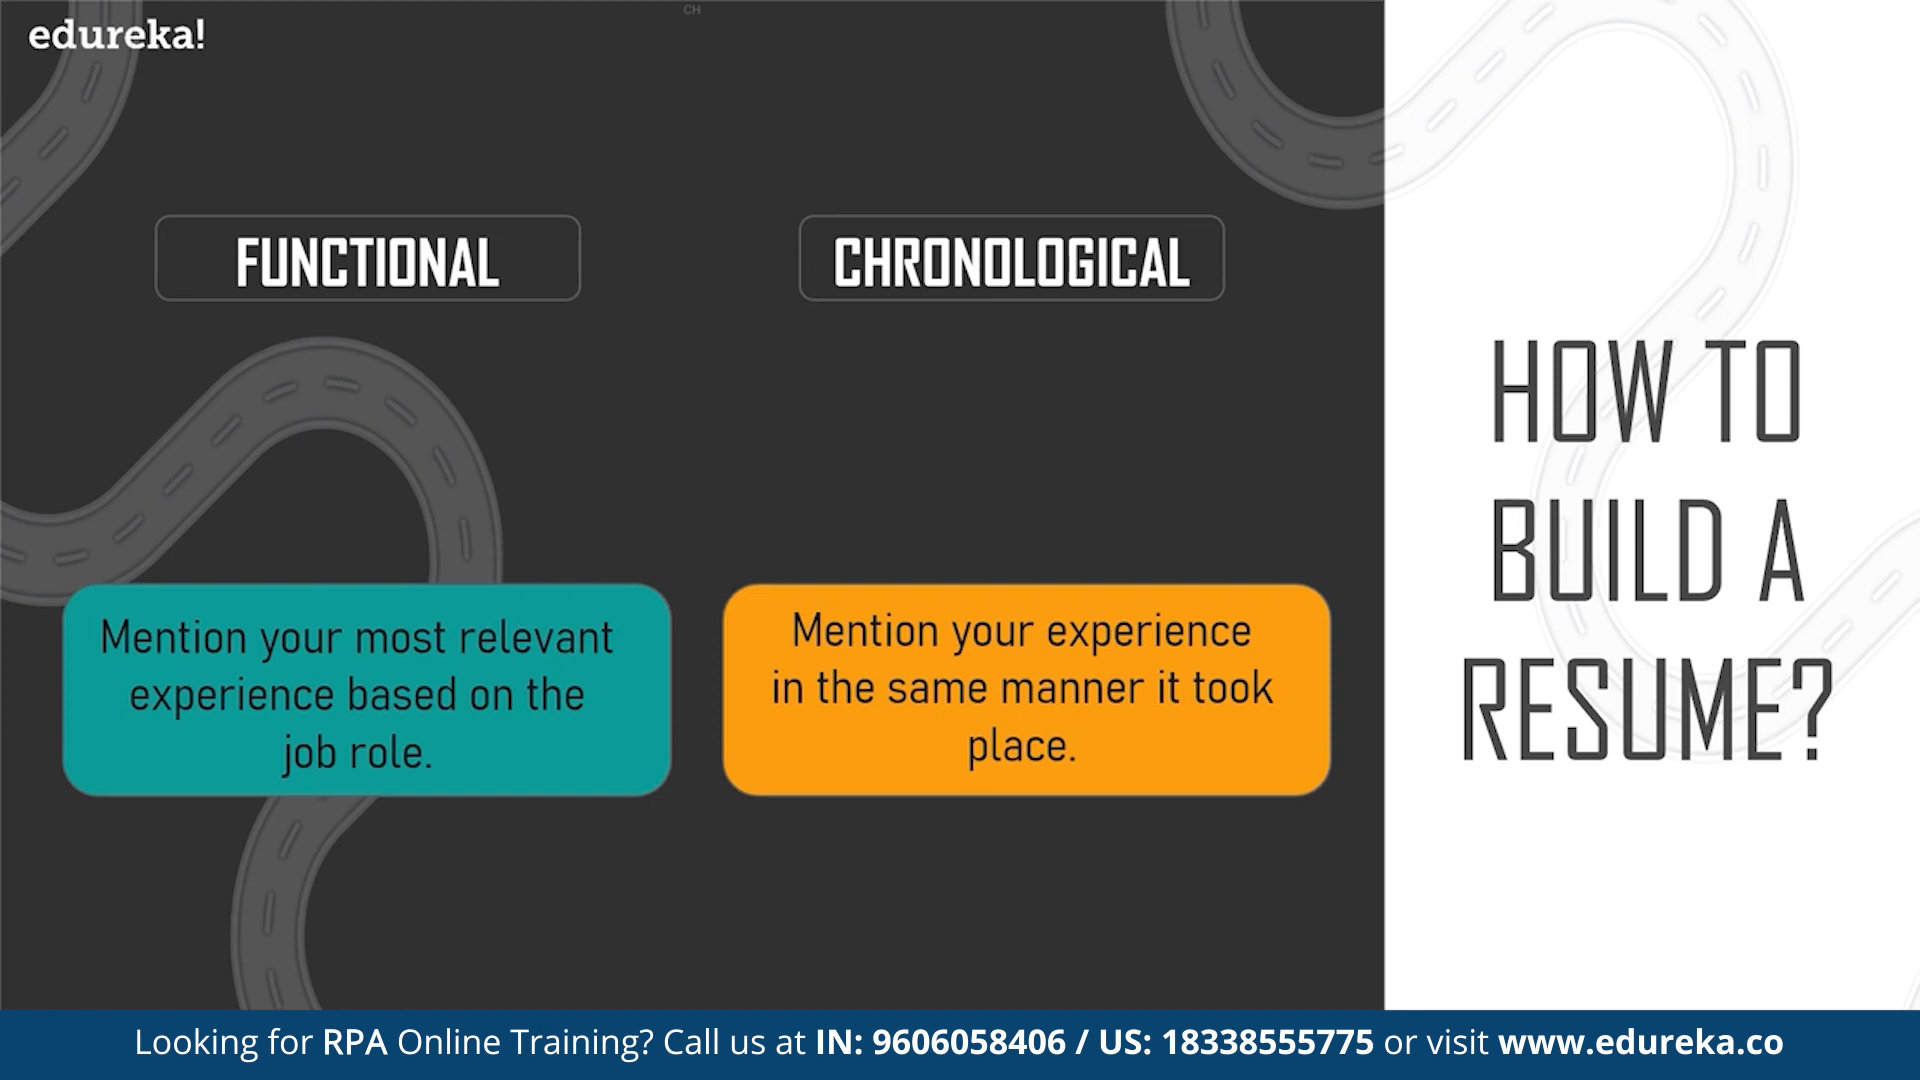 CH
edureka!
FUNCTIONAL
CHRONOLOGICAL
Mention your most relevant
experience based on the
job role.
Mention your experience
in the same manner it took
place.
HOW TO
BUILD A
RESUME?
Looking for RPA Online Training? Call us at IN: 9606058406 / US: 18338555775 or visit www.edureka.co